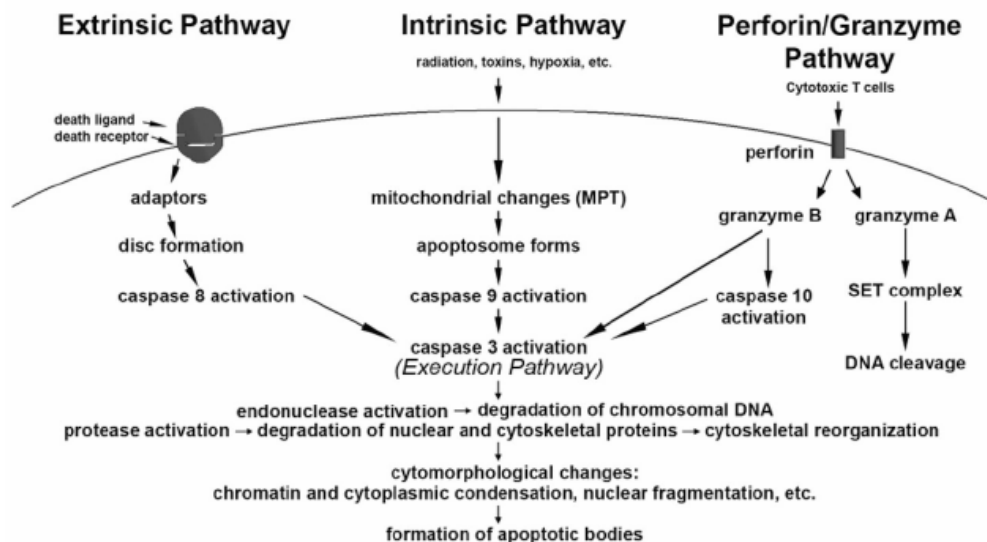 Extrinsic Pathway
Intrinsic Pathway
Perforin/Granzyme
Pathway
radiation, toxins, hypoxia, etc.
Cytotoxic T cells
death ligand
death receptor
perforin
adaptors
mitochondrial changes (MPT)
granzyme B
granzyme A
disc formation
apoptosome forms
caspase 8 activation
caspase 9 activation
caspase 10
activation
SET complex
caspase 3 activation
(Execution Pathway)
DNA cleavage
endonuclease activation → degradation of chromosomal DNA
protease activation → degradation of nuclear and cytoskeletal proteins → cytoskeletal reorganization
cytomorphological changes:
chromatin and cytoplasmic condensation, nuclear fragmentation, etc.
formation of apoptotic bodies